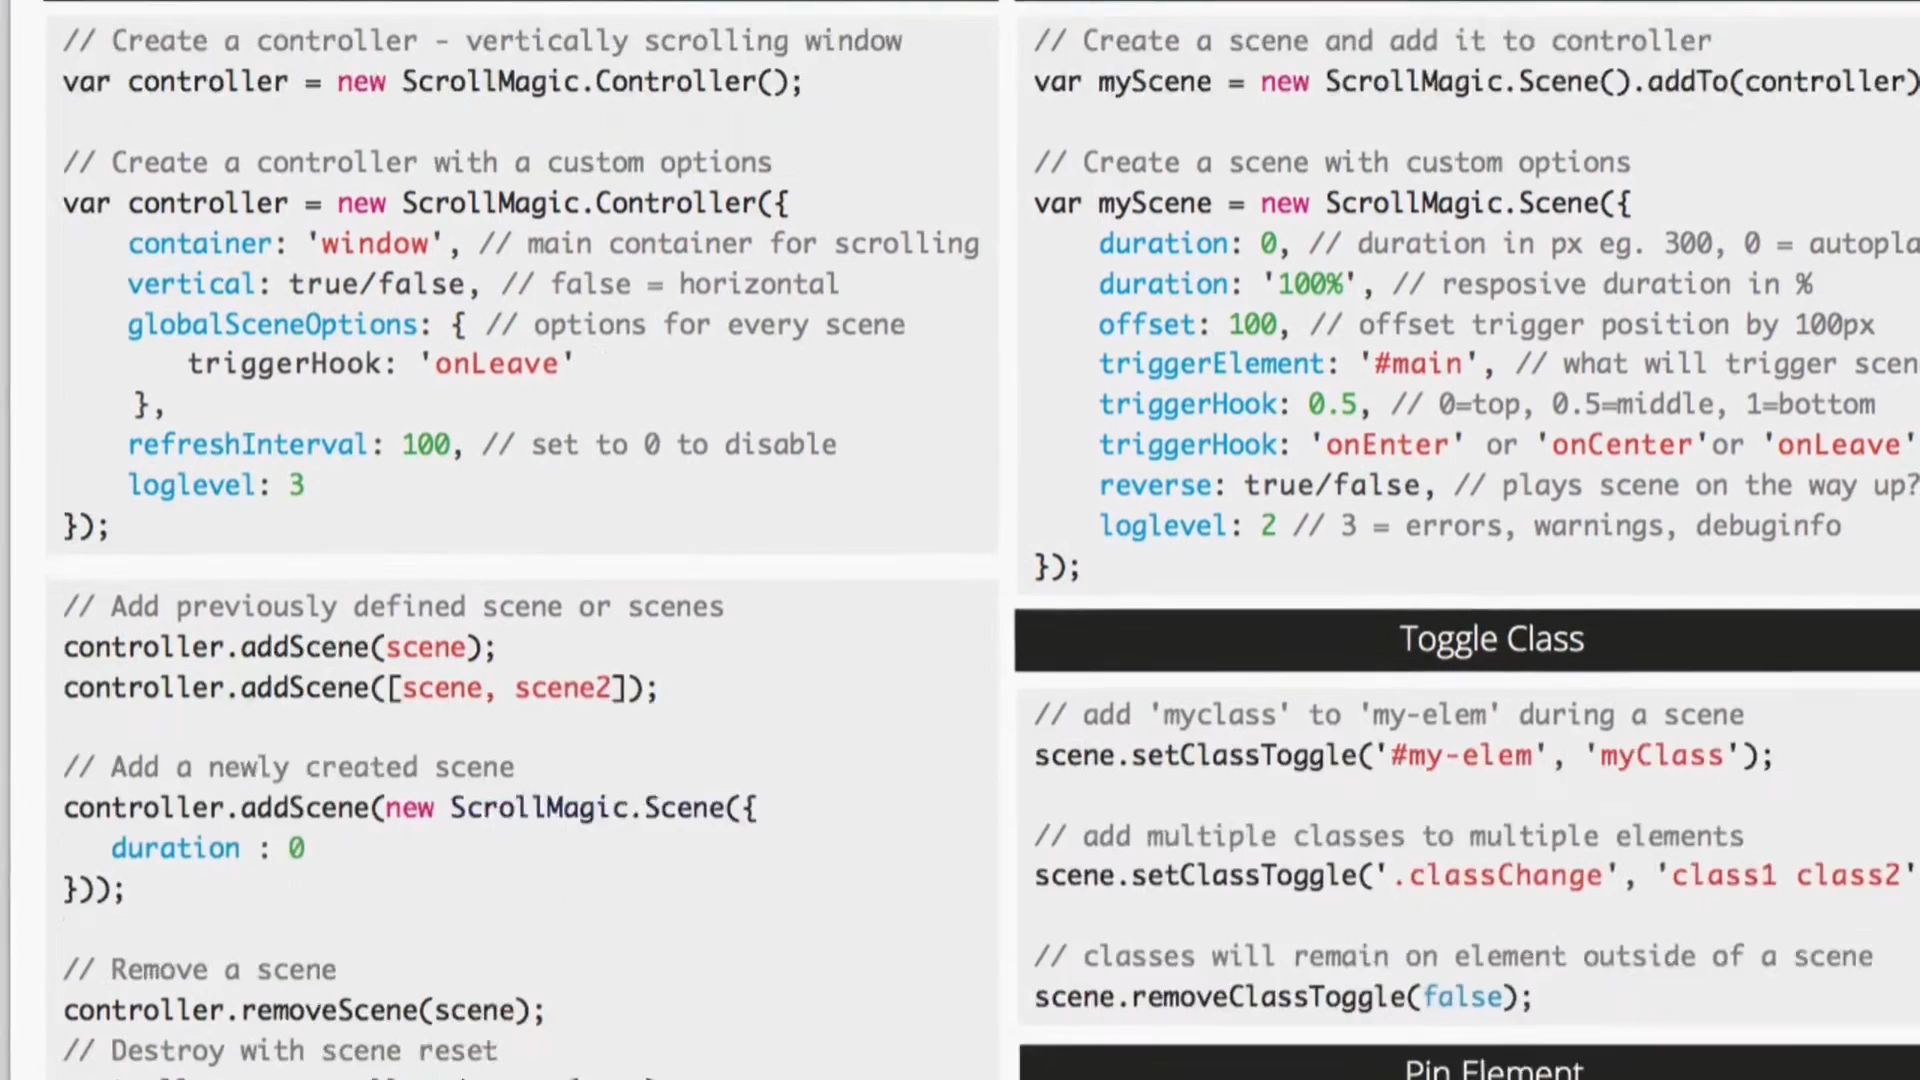 // Create a controller - vertically scrolling window
var controller = new ScrollMagic.Controller();
// Create a controller with a custom options
var controller = new ScrollMagic.Controller({
container: 'window', // main container for scrolling
vertical: true/false, // false = horizontal
globalSceneOptions: { // options for every scene
triggerHook: 'onLeave'
},
refreshInterval: 100, // set to 0 to disable
loglevel: 3
});
// Add previously defined scene or scenes
controller.addScene(scene);
controller.addScene([scene, scene2]);
// Add a newly created scene
controller.addScene(new ScrollMagic.Scene({
duration : 0
}));
// Remove a scene
controller.removeScene(scene);
// Destroy with scene reset
// Create a scene and add it to controller
var myScene = new ScrollMagic.Scene().addTo(controller)
// Create a scene with custom options
var myScene = new ScrollMagic.Scene({
duration: 0, // duration in px eg. 300, 0 = autopla
duration: '100%', // resposive duration in %
offset: 100, // offset trigger position by 100px
triggerElement: '#main', // what will trigger scen
triggerHook: 0.5, // 0=top, 0.5=middle, 1=bottom
triggerHook: 'onEnter' or 'onCenter'or 'onLeave'
reverse: true/false, // plays scene on the way up?
loglevel: 2 // 3 = errors, warnings, debuginfo
});
Toggle Class
// add 'myclass' to 'my-elem' during a scene
scene.setClassToggle('#my-elem', 'myClass');
// add multiple classes to multiple elements
scene.setClassToggle('.classChange', 'class1 class2'
// classes will remain on element outside of a scene
scene.removeClassToggle(false);
Pin Element